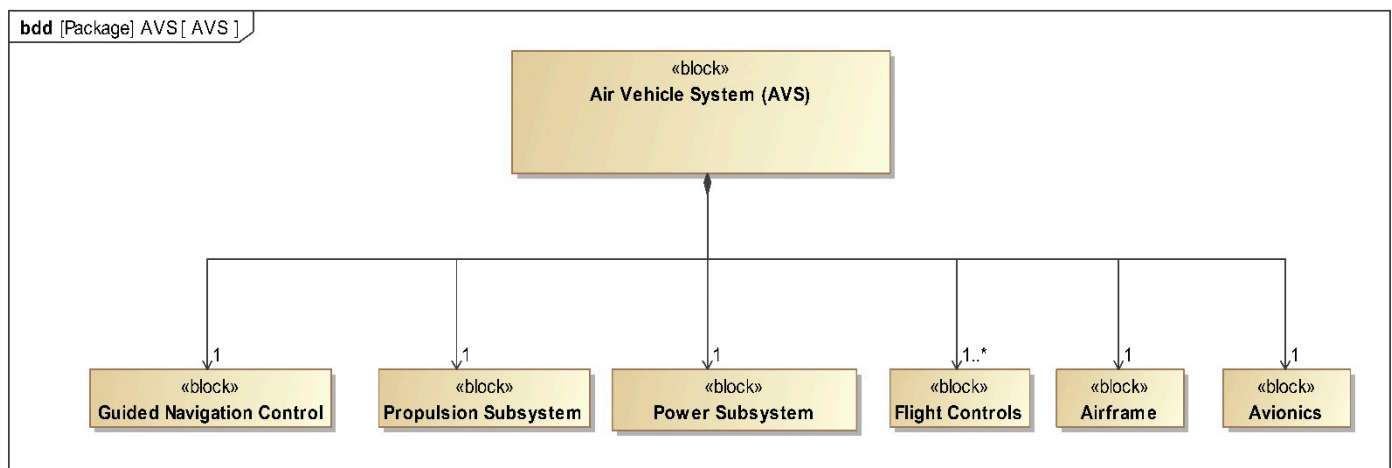 bdd [Package] AVS [ AVS ]
«block»
Air Vehicle System (AVS)
1 1 1 1..* 1 1
«block» «block» «block» «block» «block» «block»
Guided Navigation Control Propulsion Subsystem Power Subsystem Flight Controls Airframe Avionics